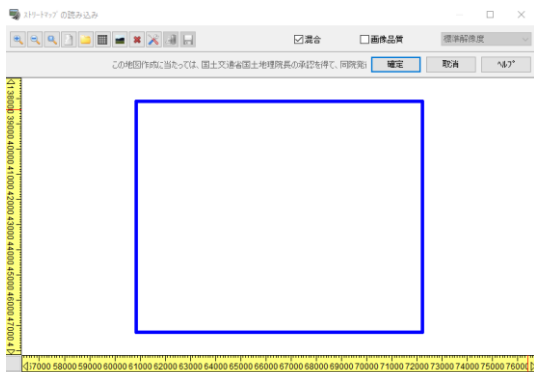 ストリートマップ の読み込み
混合 画像品質 標準解像度
この地図作成に当たっては、国土交通省国土地理院長の承認を得て、同院発 確定 取消 ヘルプ
38000 39000 40000 41000 42000 43000 44000 45000 46000 47000
57000 58000 59000 60000 61000 62000 63000 64000 65000 66000 67000 68000 69000 70000 71000 72000 73000 74000 75000 76000